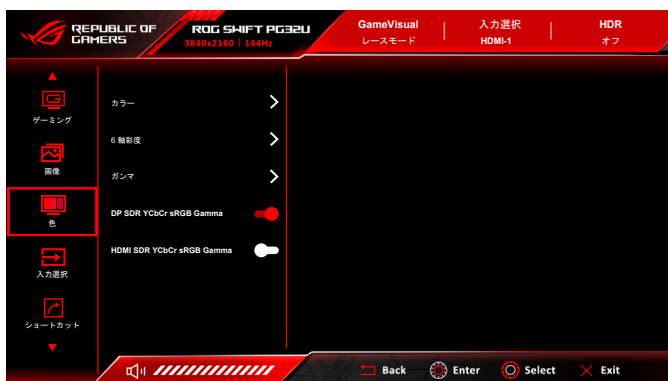 REPUBLIC OF
GAMERS
ROG SWIFT PG32U
3840x2160 | 144Hz
GameVisual
レースモード
入力選択
HDMI-1
HDR
オフ
ゲーミング
画像
色
入力選択
ショートカット
カラー
6 軸彩度
ガンマ
DP SDR YCbCr sRGB Gamma
HDMI SDR YCbCr sRGB Gamma
Back
Enter
Select
Exit